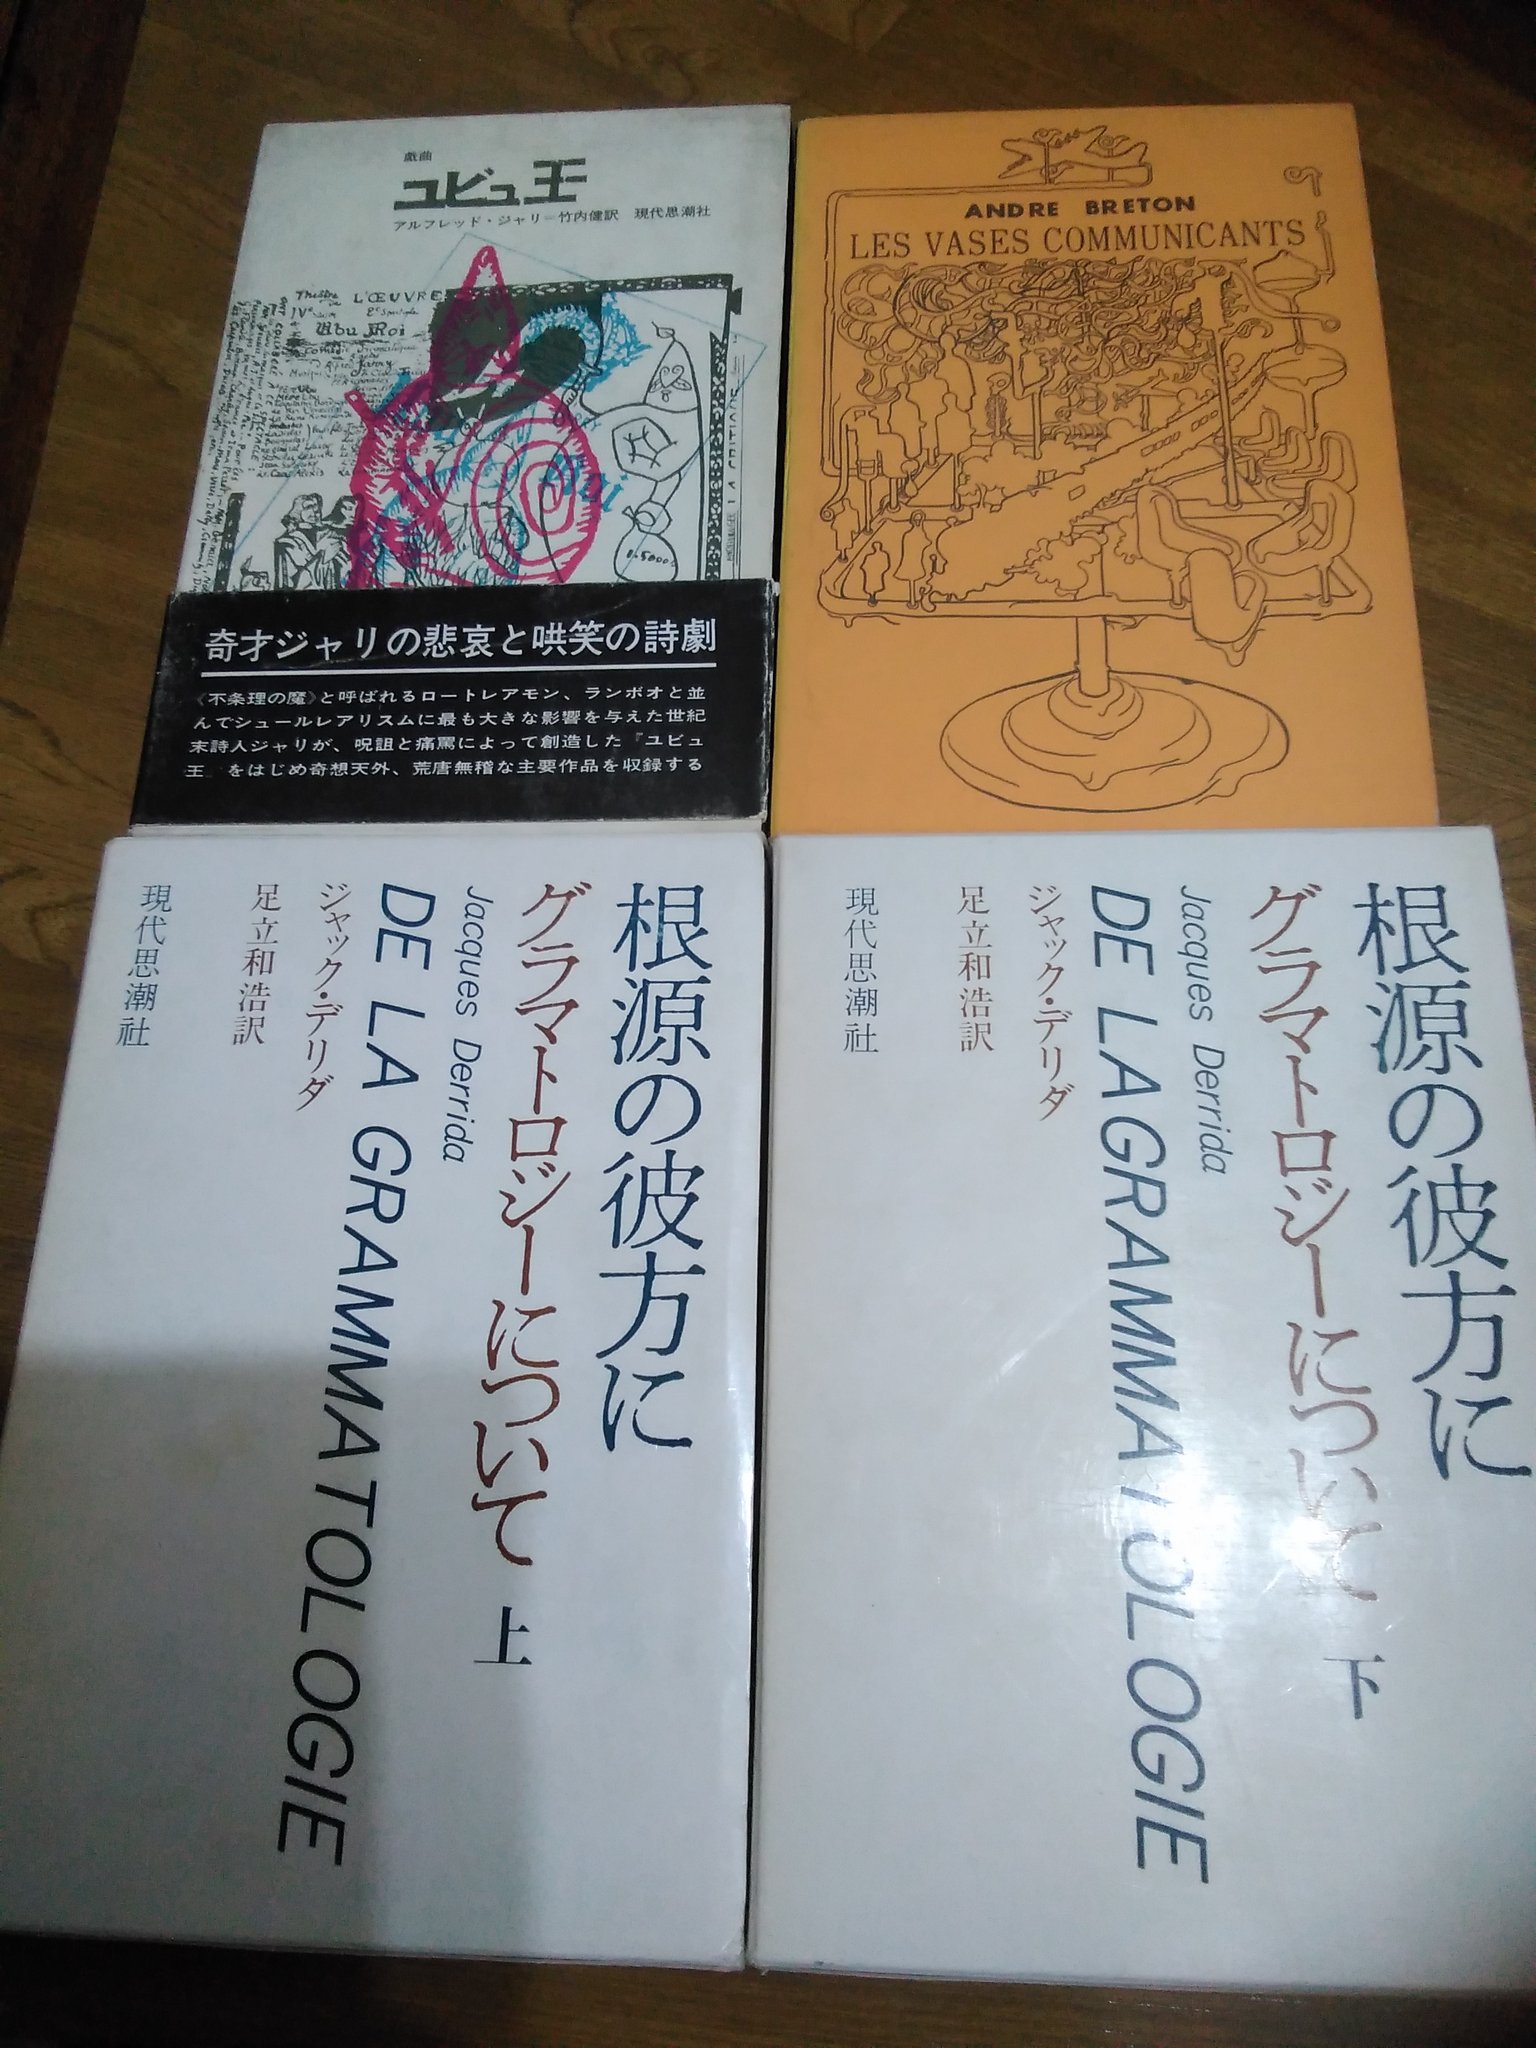 戯曲
ユビュ王
アルフレッド・ジャリ=竹内健訳 現代思潮社
Théâtre de L'ŒUVRE
Ubu Roi
LA CRITIQUE
奇才ジャリの悲哀と哄笑の詩劇
《不条理の魔》と呼ばれるロートレアモン、ランボオと並
んでシュールレアリスムに最も大きな影響を与えた世紀
末詩人ジャリが、呪詛と痛罵によって創造した『ユビュ
王』をはじめ奇想天外、荒唐無稽な主要作品を収録する
ANDRE BRETON
LES VASES COMMUNICANTS
根源の彼方に
グラマトロジーについて 上
Jacques Derrida
DE LA GRAMMATOLOGIE
ジャック・デリダ
足立和浩訳
現代思潮社
根源の彼方に
グラマトロジーについて 下
Jacques Derrida
DE LA GRAMMATOLOGIE
ジャック・デリダ
足立和浩訳
現代思潮社